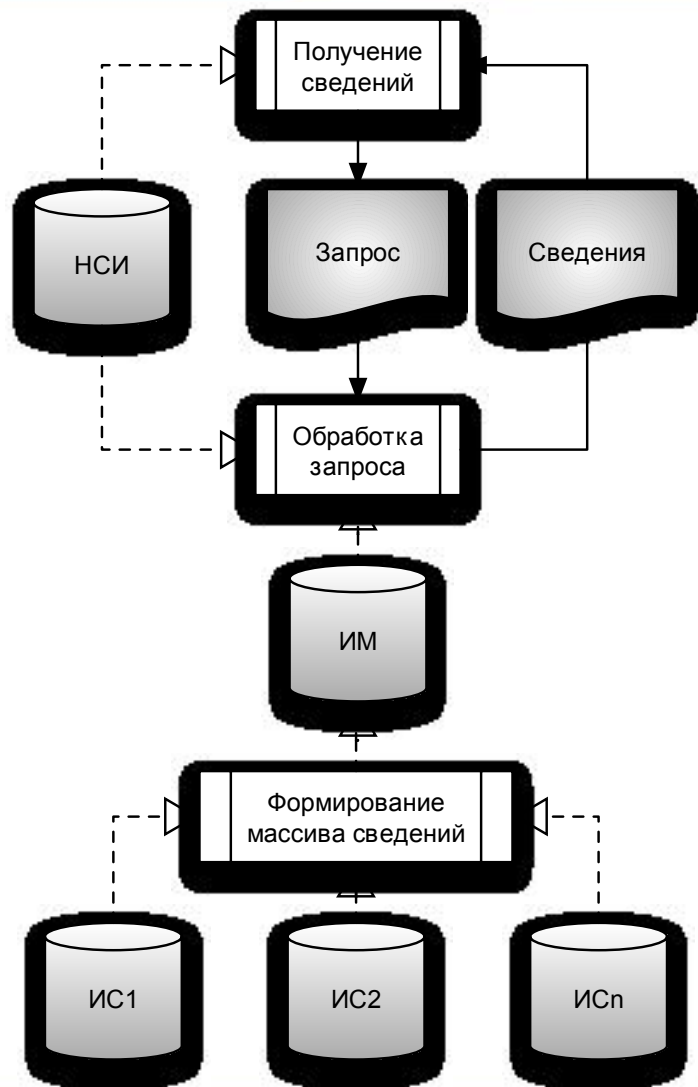 Получение
сведений
НСИ
Запрос
Сведения
Обработка
запроса
ИМ
Формирование
массива сведений
ИС1
ИС2
ИСn